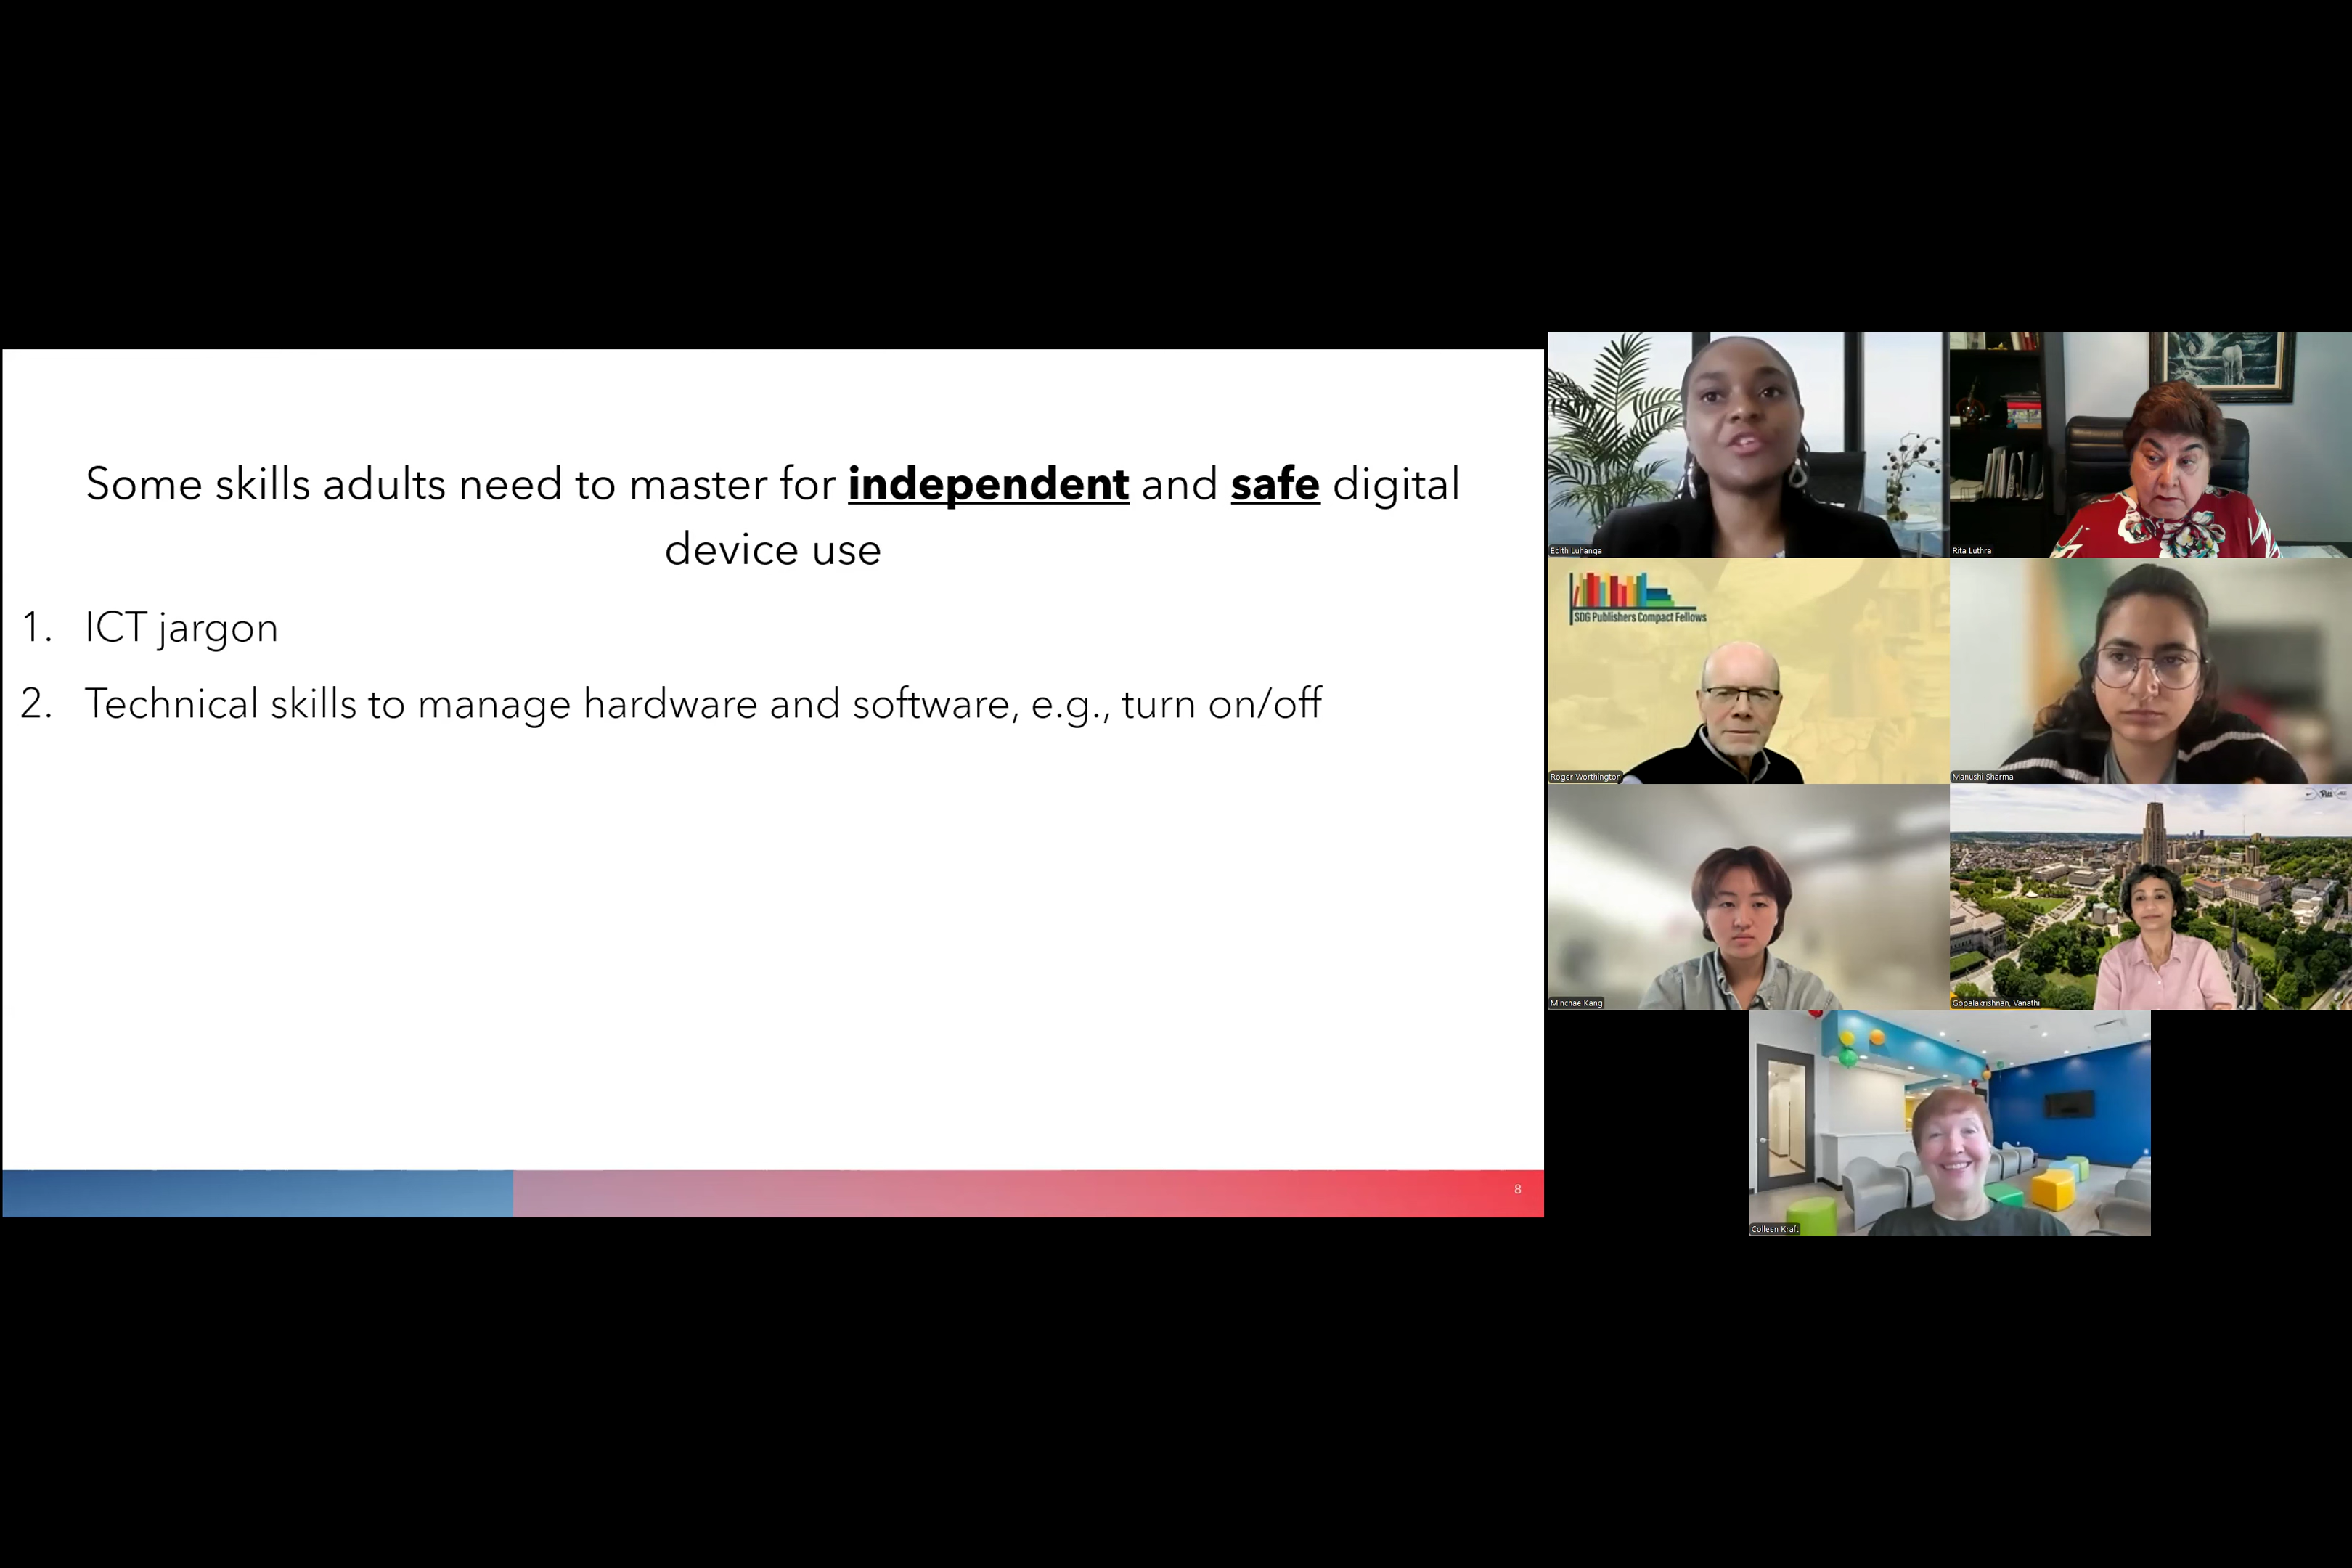 Some skills adults need to master for independent and safe digital
device use
1. ICT jargon
2. Technical skills to manage hardware and software, e.g., turn on/off
8
Edith Luhanga
Rita Luthra
SDG Publishers Compact Fellows
Roger Worthington
Manushi Sharma
Minchae Kang
Pitt
Gopalakrishnan, Vanathi
Colleen Kraft